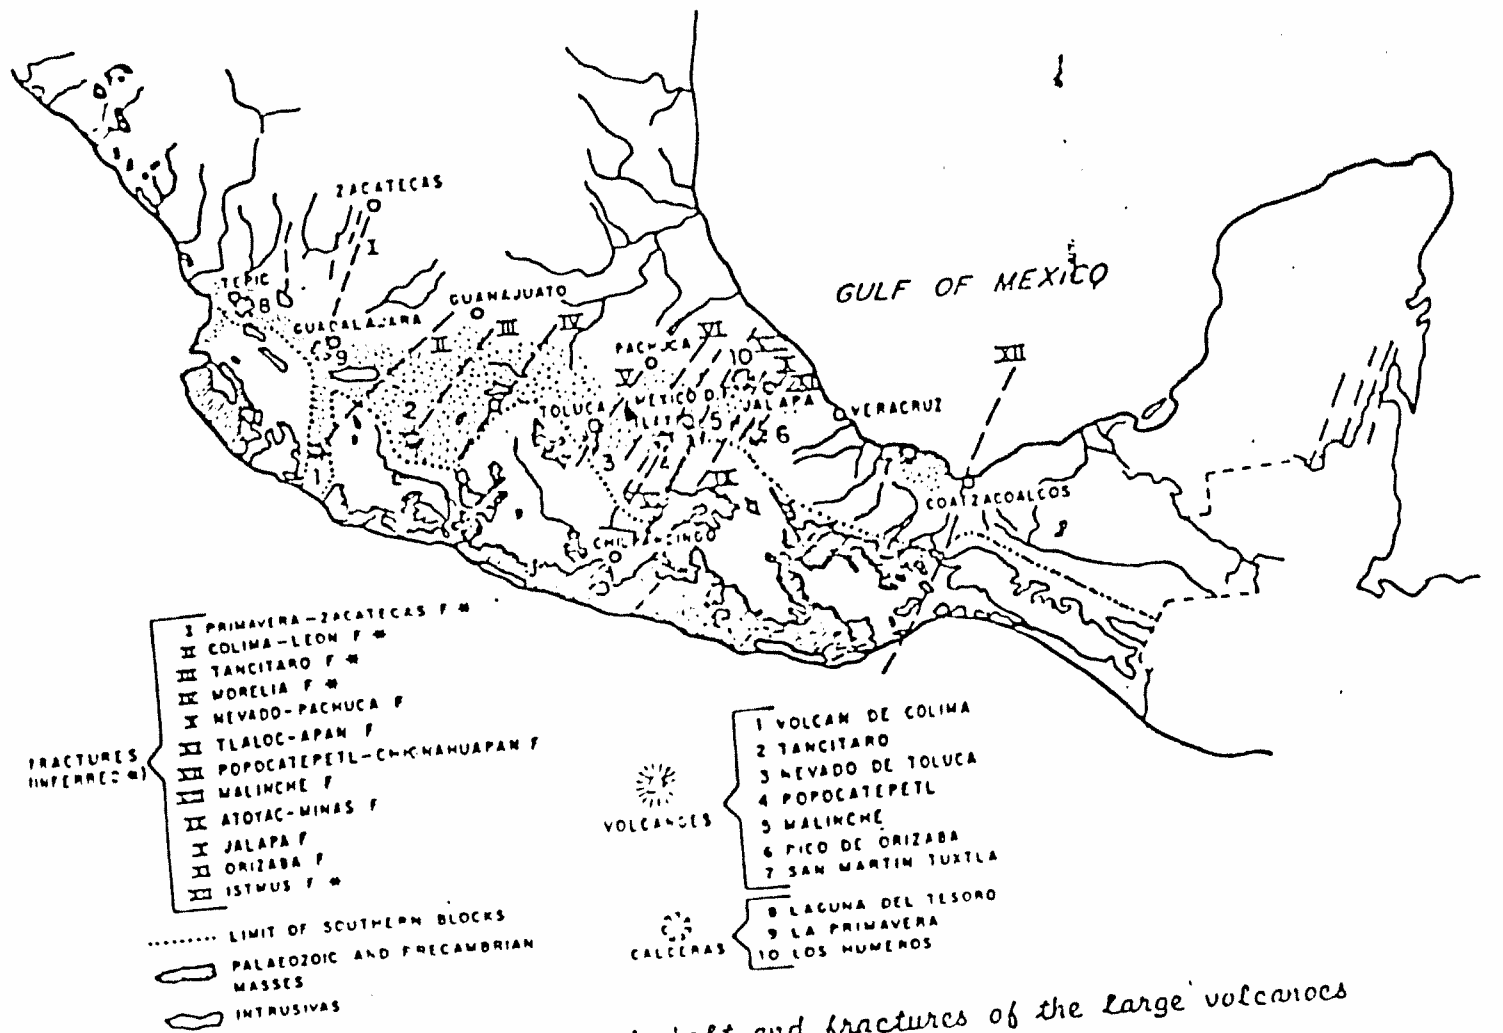 ZACATECAS
I
TEPIC
8
GUADALAJARA
9
GUANAJUATO
II
III
IV
PACHUCA
VI
10
V
MEXICO D.F.
JALAPA
TOLUCA
2
3
4
5
6
7
1
IX
VERACRUZ
GULF OF MEXICO
XII
COATZACOALCOS
CHILPANCINGO
FRACTURES
(INFERRED *)
I PRIMAVERA-ZACATECAS F *
II COLIMA-LEON F *
III TANCITARO F *
IV MORELIA F *
V NEVADO-PACHUCA F
VI TLALOC-APAN F
VII POPOCATEPETL-CHIGNAHUAPAN F
VIII MALINCHE F
IX ATOYAC-MINAS F
X JALAPA F
XI ORIZABA F
XII ISTMUS F *
LIMIT OF SOUTHERN BLOCKS
PALAEOZOIC AND PRECAMBRIAN
MASSES
INTRUSIVAS
VOLCANOES
1 VOLCAN DE COLIMA
2 TANCITARO
3 NEVADO DE TOLUCA
4 POPOCATEPETL
5 MALINCHE
6 PICO DE ORIZABA
7 SAN MARTIN TUXTLA
CALDERAS
8 LAGUNA DEL TESORO
9 LA PRIMAVERA
10 LOS HUMEROS
and fractures of the large volcanoes